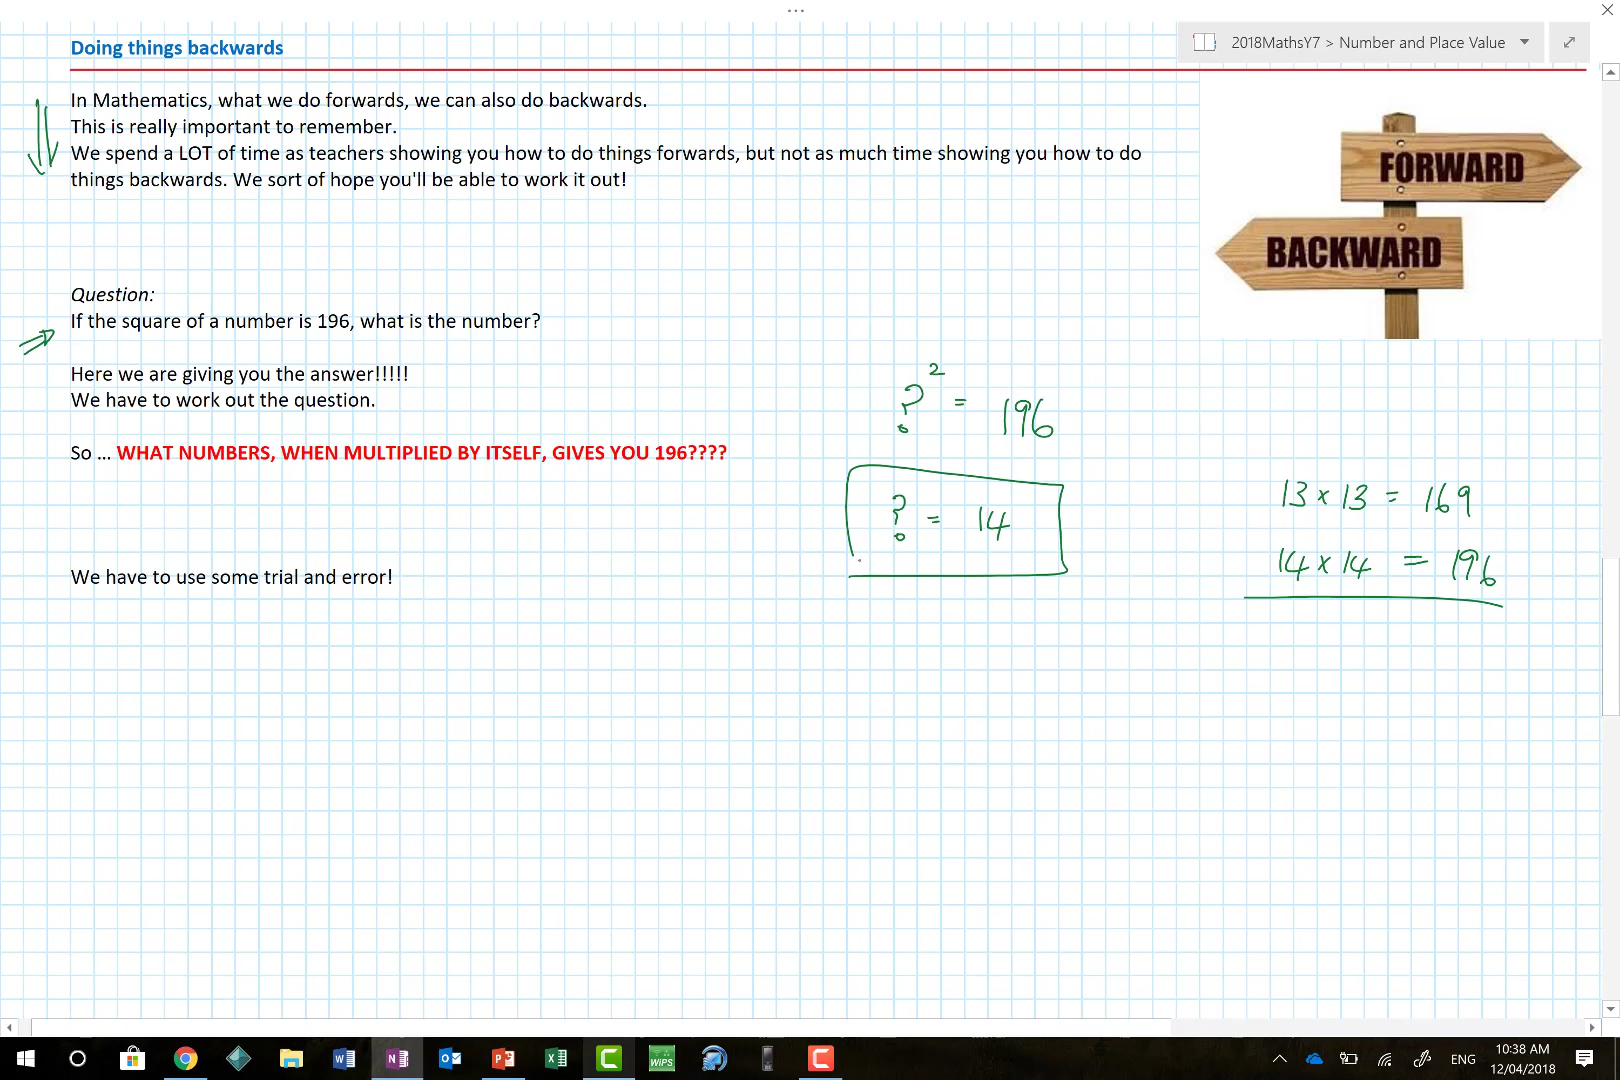 Doing things backwards
2018MathsY7 > Number and Place Value
In Mathematics, what we do forwards, we can also do backwards.
This is really important to remember.
We spend a LOT of time as teachers showing you how to do things forwards, but not as much time showing you how to do
things backwards. We sort of hope you'll be able to work it out!
FORWARD
BACKWARD
Question:
If the square of a number is 196, what is the number?
Here we are giving you the answer!!!!!
We have to work out the question.
So ... WHAT NUMBERS, WHEN MULTIPLIED BY ITSELF, GIVES YOU 196????
We have to use some trial and error!
?² = 196
? = 14
13 × 13 = 169
14 × 14 = 196
WiPS
ENG
10:38 AM
12/04/2018